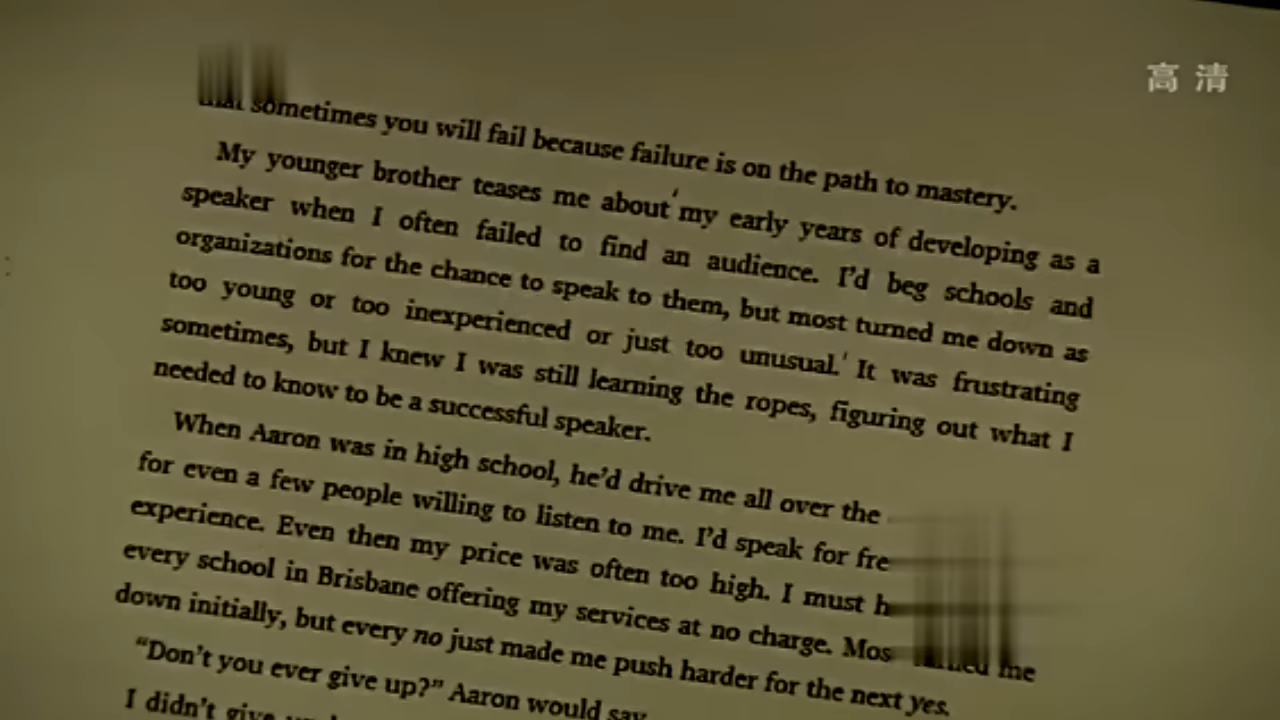 高清
sometimes you will fail because failure is on the path to mastery.
My younger brother teases me about my early years of developing as a
speaker when I often failed to find an audience. I'd beg schools and
organizations for the chance to speak to them, but most turned me down as
too young or too inexperienced or just too unusual. It was frustrating
sometimes, but I knew I was still learning the ropes, figuring out what I
needed to know to be a successful speaker.
When Aaron was in high school, he'd drive me all over the
for even a few people willing to listen to me. I'd speak for fre
experience. Even then my price was often too high. I must h
every school in Brisbane offering my services at no charge. Mos me
down initially, but every no just made me push harder for the next yes.
"Don't you ever give up?" Aaron would say
I didn't give